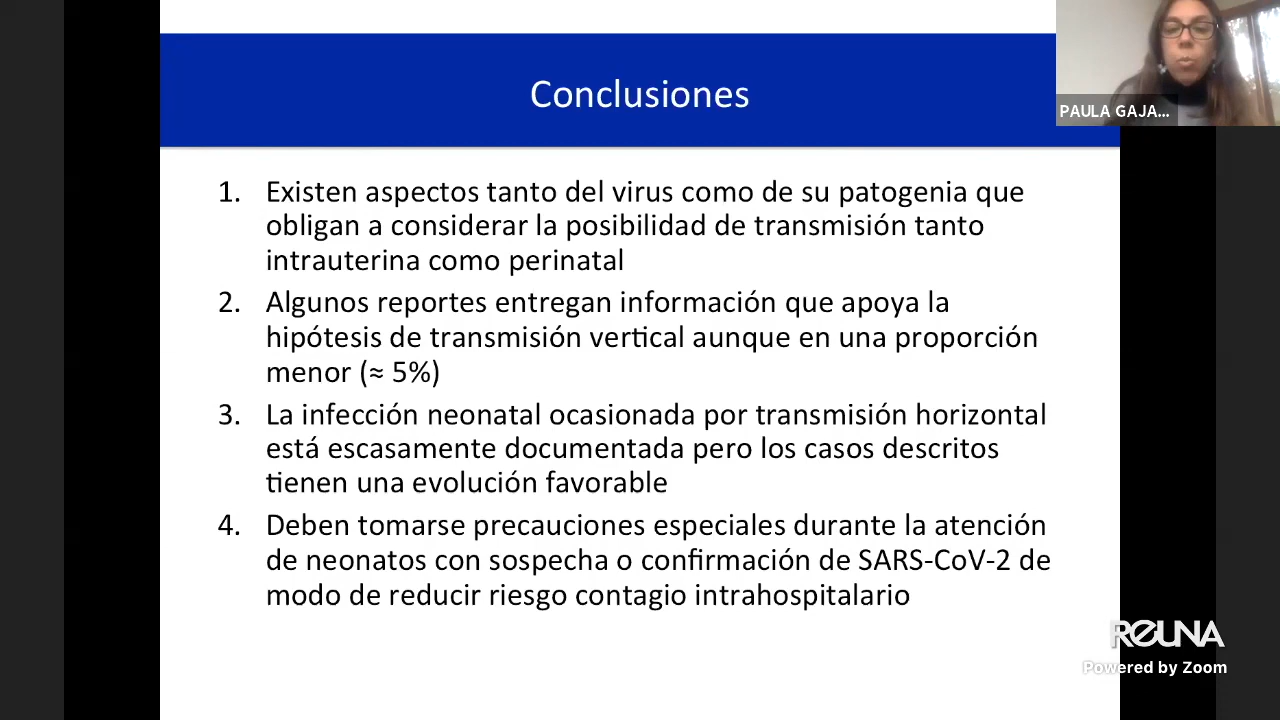 Conclusiones
PAULA GAJA...
1. Existen aspectos tanto del virus como de su patogenia que
obligan a considerar la posibilidad de transmisión tanto
intrauterina como perinatal
2. Algunos reportes entregan información que apoya la
hipótesis de transmisión vertical aunque en una proporción
menor (≈ 5%)
3. La infección neonatal ocasionada por transmisión horizontal
está escasamente documentada pero los casos descritos
tienen una evolución favorable
4. Deben tomarse precauciones especiales durante la atención
de neonatos con sospecha o confirmación de SARS-CoV-2 de
modo de reducir riesgo contagio intrahospitalario
REUNA
Powered by Zoom